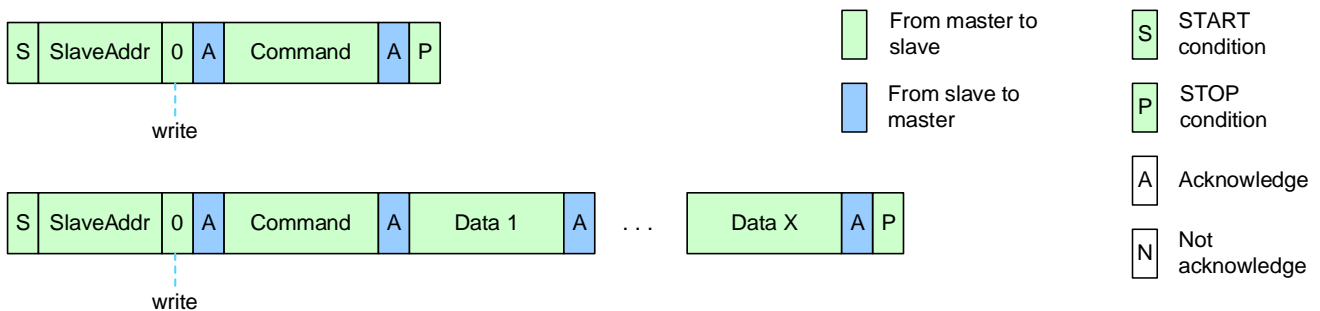 S SlaveAddr 0 A Command A P
write
S SlaveAddr 0 A Command A Data 1 A . . . Data X A P
write
From master to
slave
From slave to
master
S START
condition
P STOP
condition
A Acknowledge
N Not
acknowledge